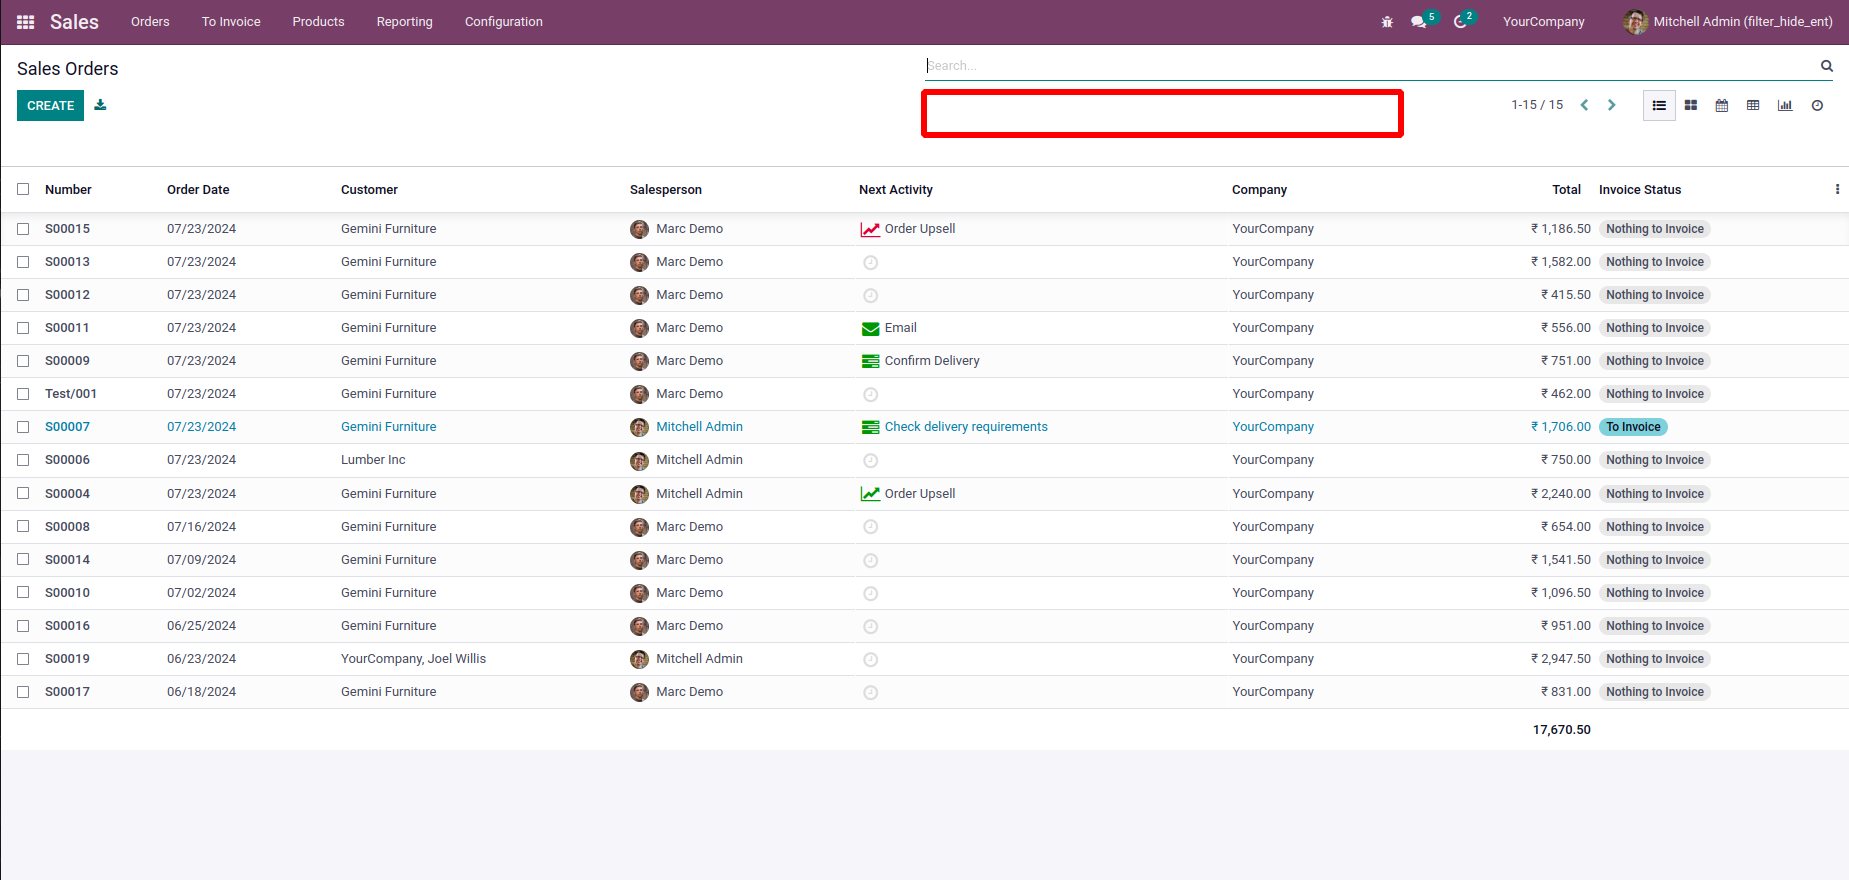 Sales Orders To Invoice Products Reporting Configuration 5 2 YourCompany Mitchell Admin (filter_hide_ent)
Sales Orders Search...
CREATE 1-15 / 15
Number Order Date Customer Salesperson Next Activity Company Total Invoice Status
S00015 07/23/2024 Gemini Furniture Marc Demo Order Upsell YourCompany ₹ 1,186.50 Nothing to Invoice
S00013 07/23/2024 Gemini Furniture Marc Demo YourCompany ₹ 1,582.00 Nothing to Invoice
S00012 07/23/2024 Gemini Furniture Marc Demo YourCompany ₹ 415.50 Nothing to Invoice
S00011 07/23/2024 Gemini Furniture Marc Demo Email YourCompany ₹ 556.00 Nothing to Invoice
S00009 07/23/2024 Gemini Furniture Marc Demo Confirm Delivery YourCompany ₹ 751.00 Nothing to Invoice
Test/001 07/23/2024 Gemini Furniture Marc Demo YourCompany ₹ 462.00 Nothing to Invoice
S00007 07/23/2024 Gemini Furniture Mitchell Admin Check delivery requirements YourCompany ₹ 1,706.00 To Invoice
S00006 07/23/2024 Lumber Inc Mitchell Admin YourCompany ₹ 750.00 Nothing to Invoice
S00004 07/23/2024 Gemini Furniture Mitchell Admin Order Upsell YourCompany ₹ 2,240.00 Nothing to Invoice
S00008 07/16/2024 Gemini Furniture Marc Demo YourCompany ₹ 654.00 Nothing to Invoice
S00014 07/09/2024 Gemini Furniture Marc Demo YourCompany ₹ 1,541.50 Nothing to Invoice
S00010 07/02/2024 Gemini Furniture Marc Demo YourCompany ₹ 1,096.50 Nothing to Invoice
S00016 06/25/2024 Gemini Furniture Marc Demo YourCompany ₹ 951.00 Nothing to Invoice
S00019 06/23/2024 YourCompany, Joel Willis Mitchell Admin YourCompany ₹ 2,947.50 Nothing to Invoice
S00017 06/18/2024 Gemini Furniture Marc Demo YourCompany ₹ 831.00 Nothing to Invoice
17,670.50